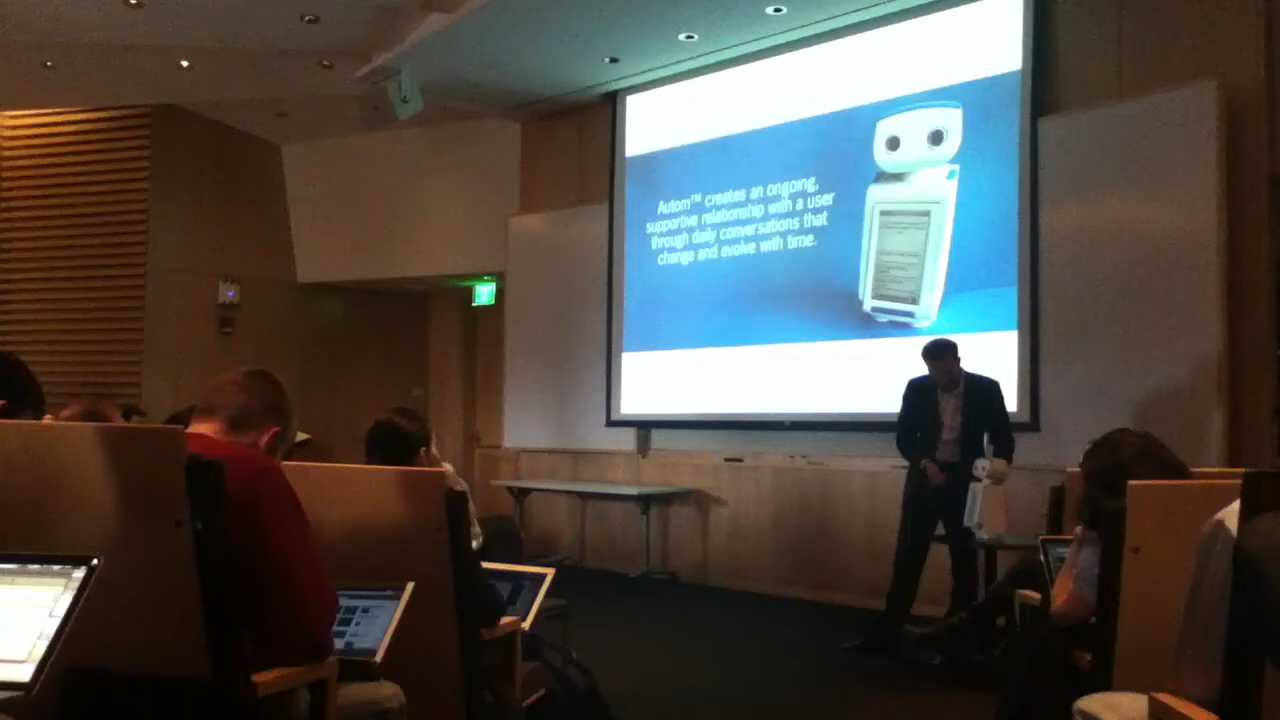 Autom™ creates an ongoing,
supportive relationship with a user
through daily conversations that
change and evolve with time.